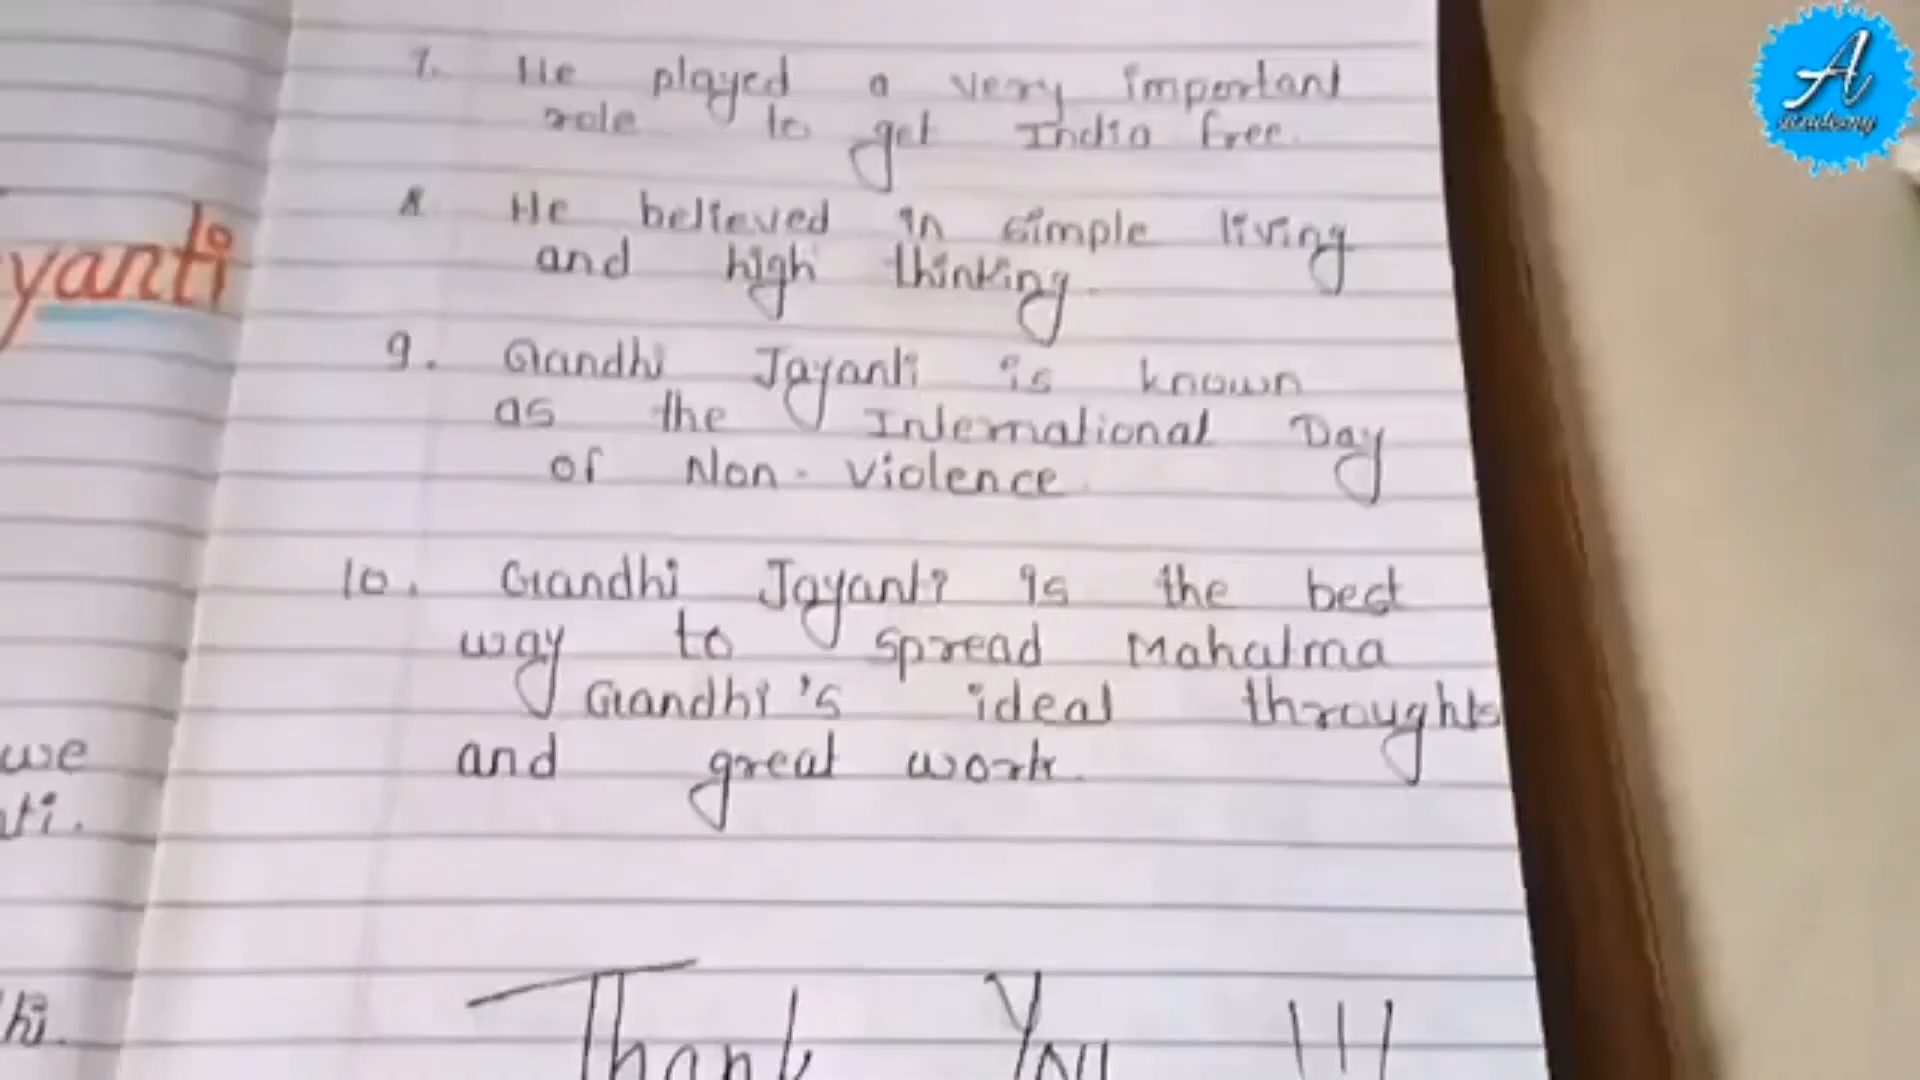 yanti
we
ti.
hi.
7. He played a very important
role to get India free.
8. He believed in simple living
and high thinking.
9. Gandhi Jayanti is known
as the International Day
of Non-Violence.
10. Gandhi Jayanti is the best
way to spread Mahatma
Gandhi's ideal throughts
and great work.
Thank You !!!
A
academy